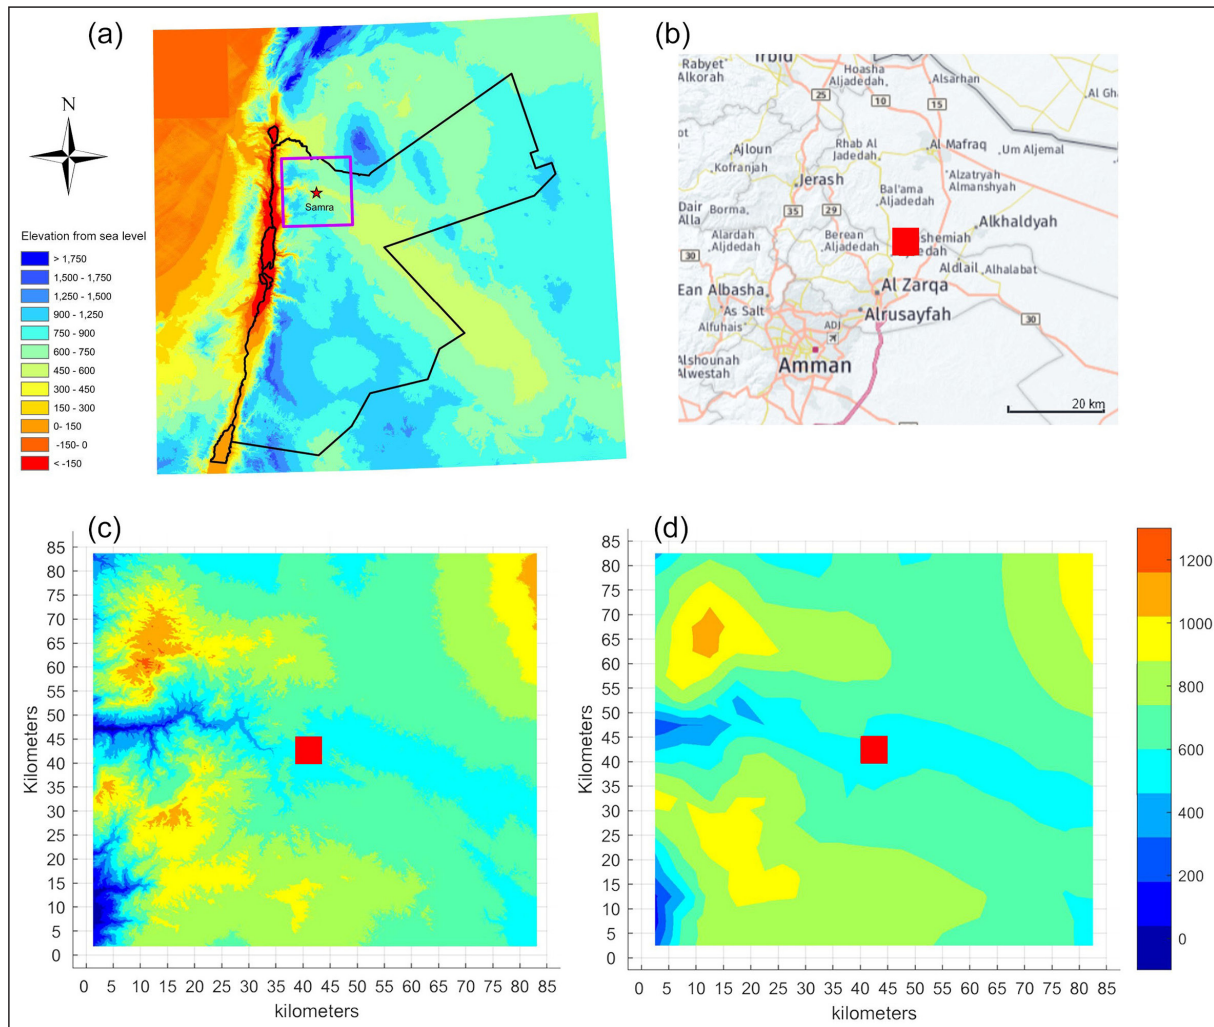 (a)
N
Samra
Elevation from sea level
> 1,750
1,500 - 1,750
1,250 - 1,500
900 - 1,250
750 - 900
600 - 750
450 - 600
300 - 450
150 - 300
0- 150
-150- 0
< -150
(b)
Irbid
Rabyet
Alkorah
Hoasha
Aljadedah
Alsarhan
25
10
15
Al Gha
ot
Ajloun
Kofranjah
Rhab Al
Jadedah
Al Mafraq
Um Aljemal
Jerash
Alzatryah
Almanshyah
Bal'ama
Aljadedah
Dair
Alla
Borma
35
29
Alkhaldyah
Alardah
Aljdedah
Berean
Aljadedah
shemiah
edah
30
Aldlail
Alhalabat
Ean Albasha
Al Zarqa
As Salt
Alrusayfah
Alfuhais
ADJ
30
Alshounah
Alwestah
Amman
15
35
20 km
(c)
85
80
75
70
65
60
55
50
45
40
35
30
25
20
15
10
5
0
Kilometers
0 5 10 15 20 25 30 35 40 45 50 55 60 65 70 75 80 85
kilometers
(d)
85
80
75
70
65
60
55
50
45
40
35
30
25
20
15
10
5
0
Kilometers
0 5 10 15 20 25 30 35 40 45 50 55 60 65 70 75 80 85
kilometers
1200
1000
800
600
400
200
0